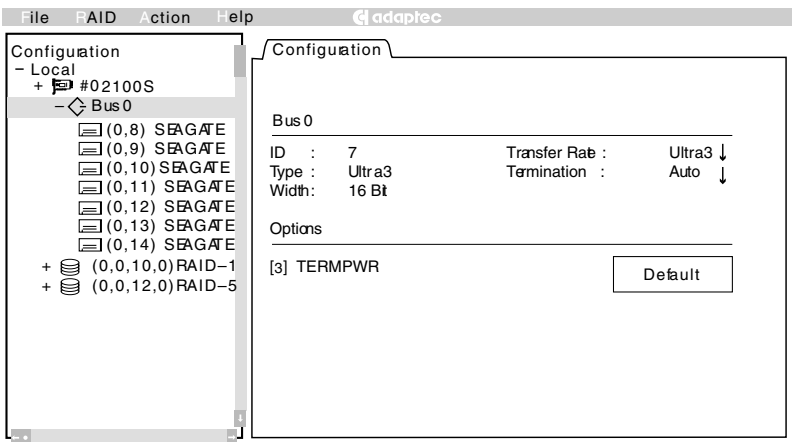 File RAID Action Help adaptec
Configuration
− Local
+ #02100S
− Bus 0
(0,8) SEAGATE
(0,9) SEAGATE
(0,10) SEAGATE
(0,11) SEAGATE
(0,12) SEAGATE
(0,13) SEAGATE
(0,14) SEAGATE
+ (0,0,10,0) RAID−1
+ (0,0,12,0) RAID−5
Configuration
Bus 0
ID : 7 Transfer Rate : Ultra3 ↓
Type : Ultra3 Termination : Auto ↓
Width : 16 Bit
Options
[3] TERMPWR
Default